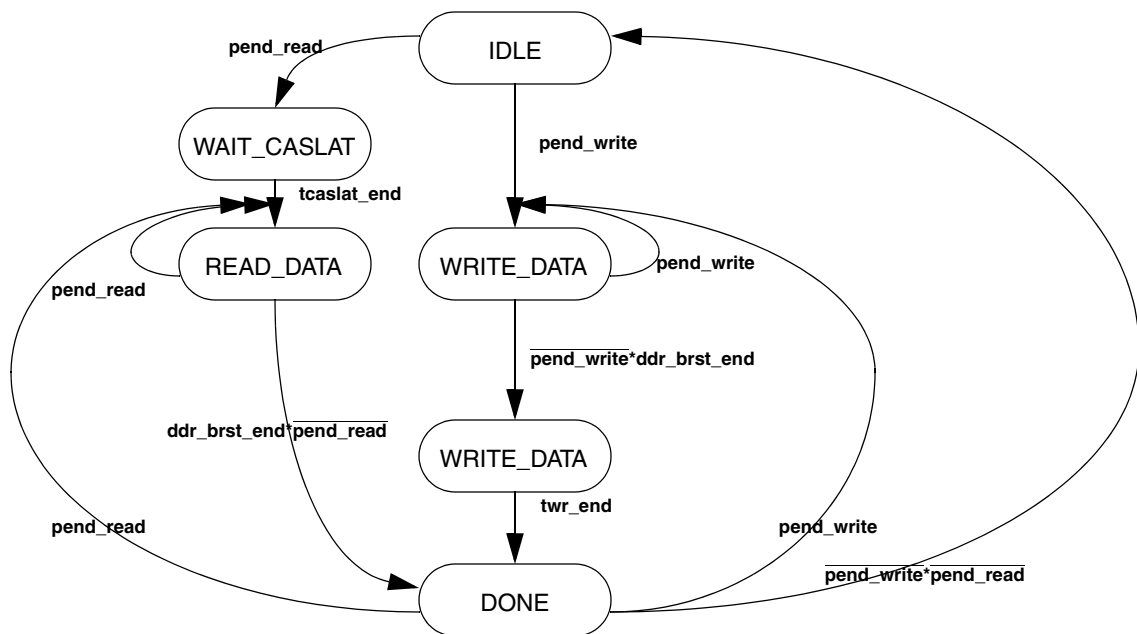 IDLE
pend_read
WAIT_CASLAT
pend_write
tcaslat_end
READ_DATA
WRITE_DATA
pend_write
pend_read
pend_write*ddr_brst_end
ddr_brst_end*pend_read
WRITE_DATA
twr_end
pend_read
pend_write
pend_write*pend_read
DONE